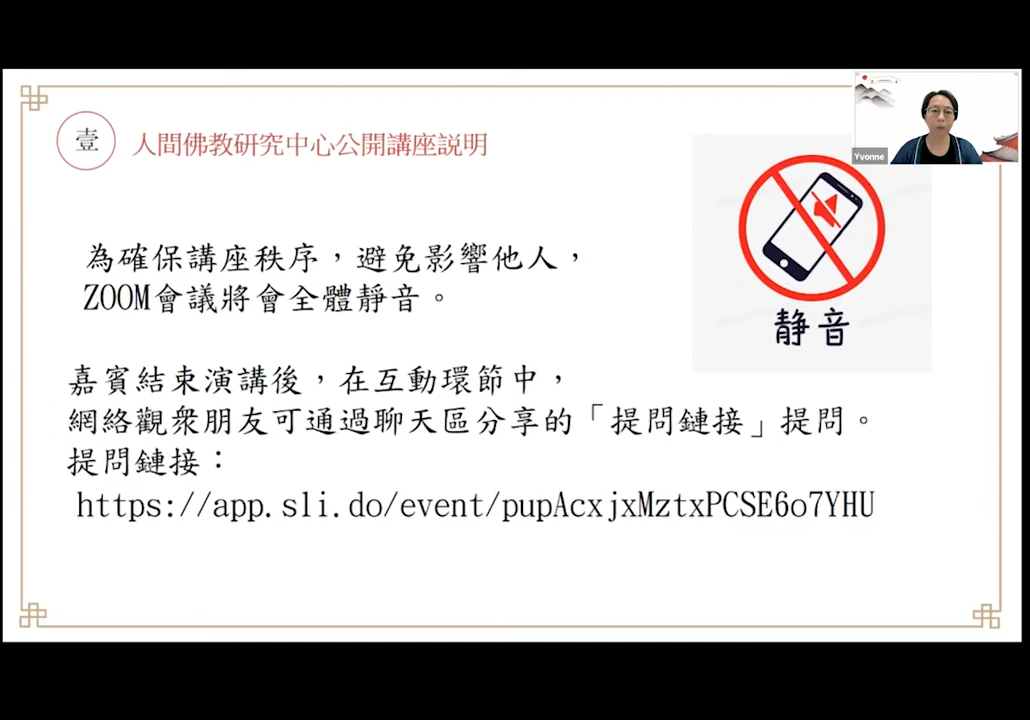 壹
人間佛教研究中心公開講座説明
Yvonne
静音
為確保講座秩序，避免影響他人，
ZOOM會議將會全體靜音。
嘉賓結束演講後，在互動環節中，
網絡觀衆朋友可通過聊天區分享的「提問鏈接」提問。
提問鏈接：
https://app.sli.do/event/pupAcxjxMztxPCSE6o7YHU